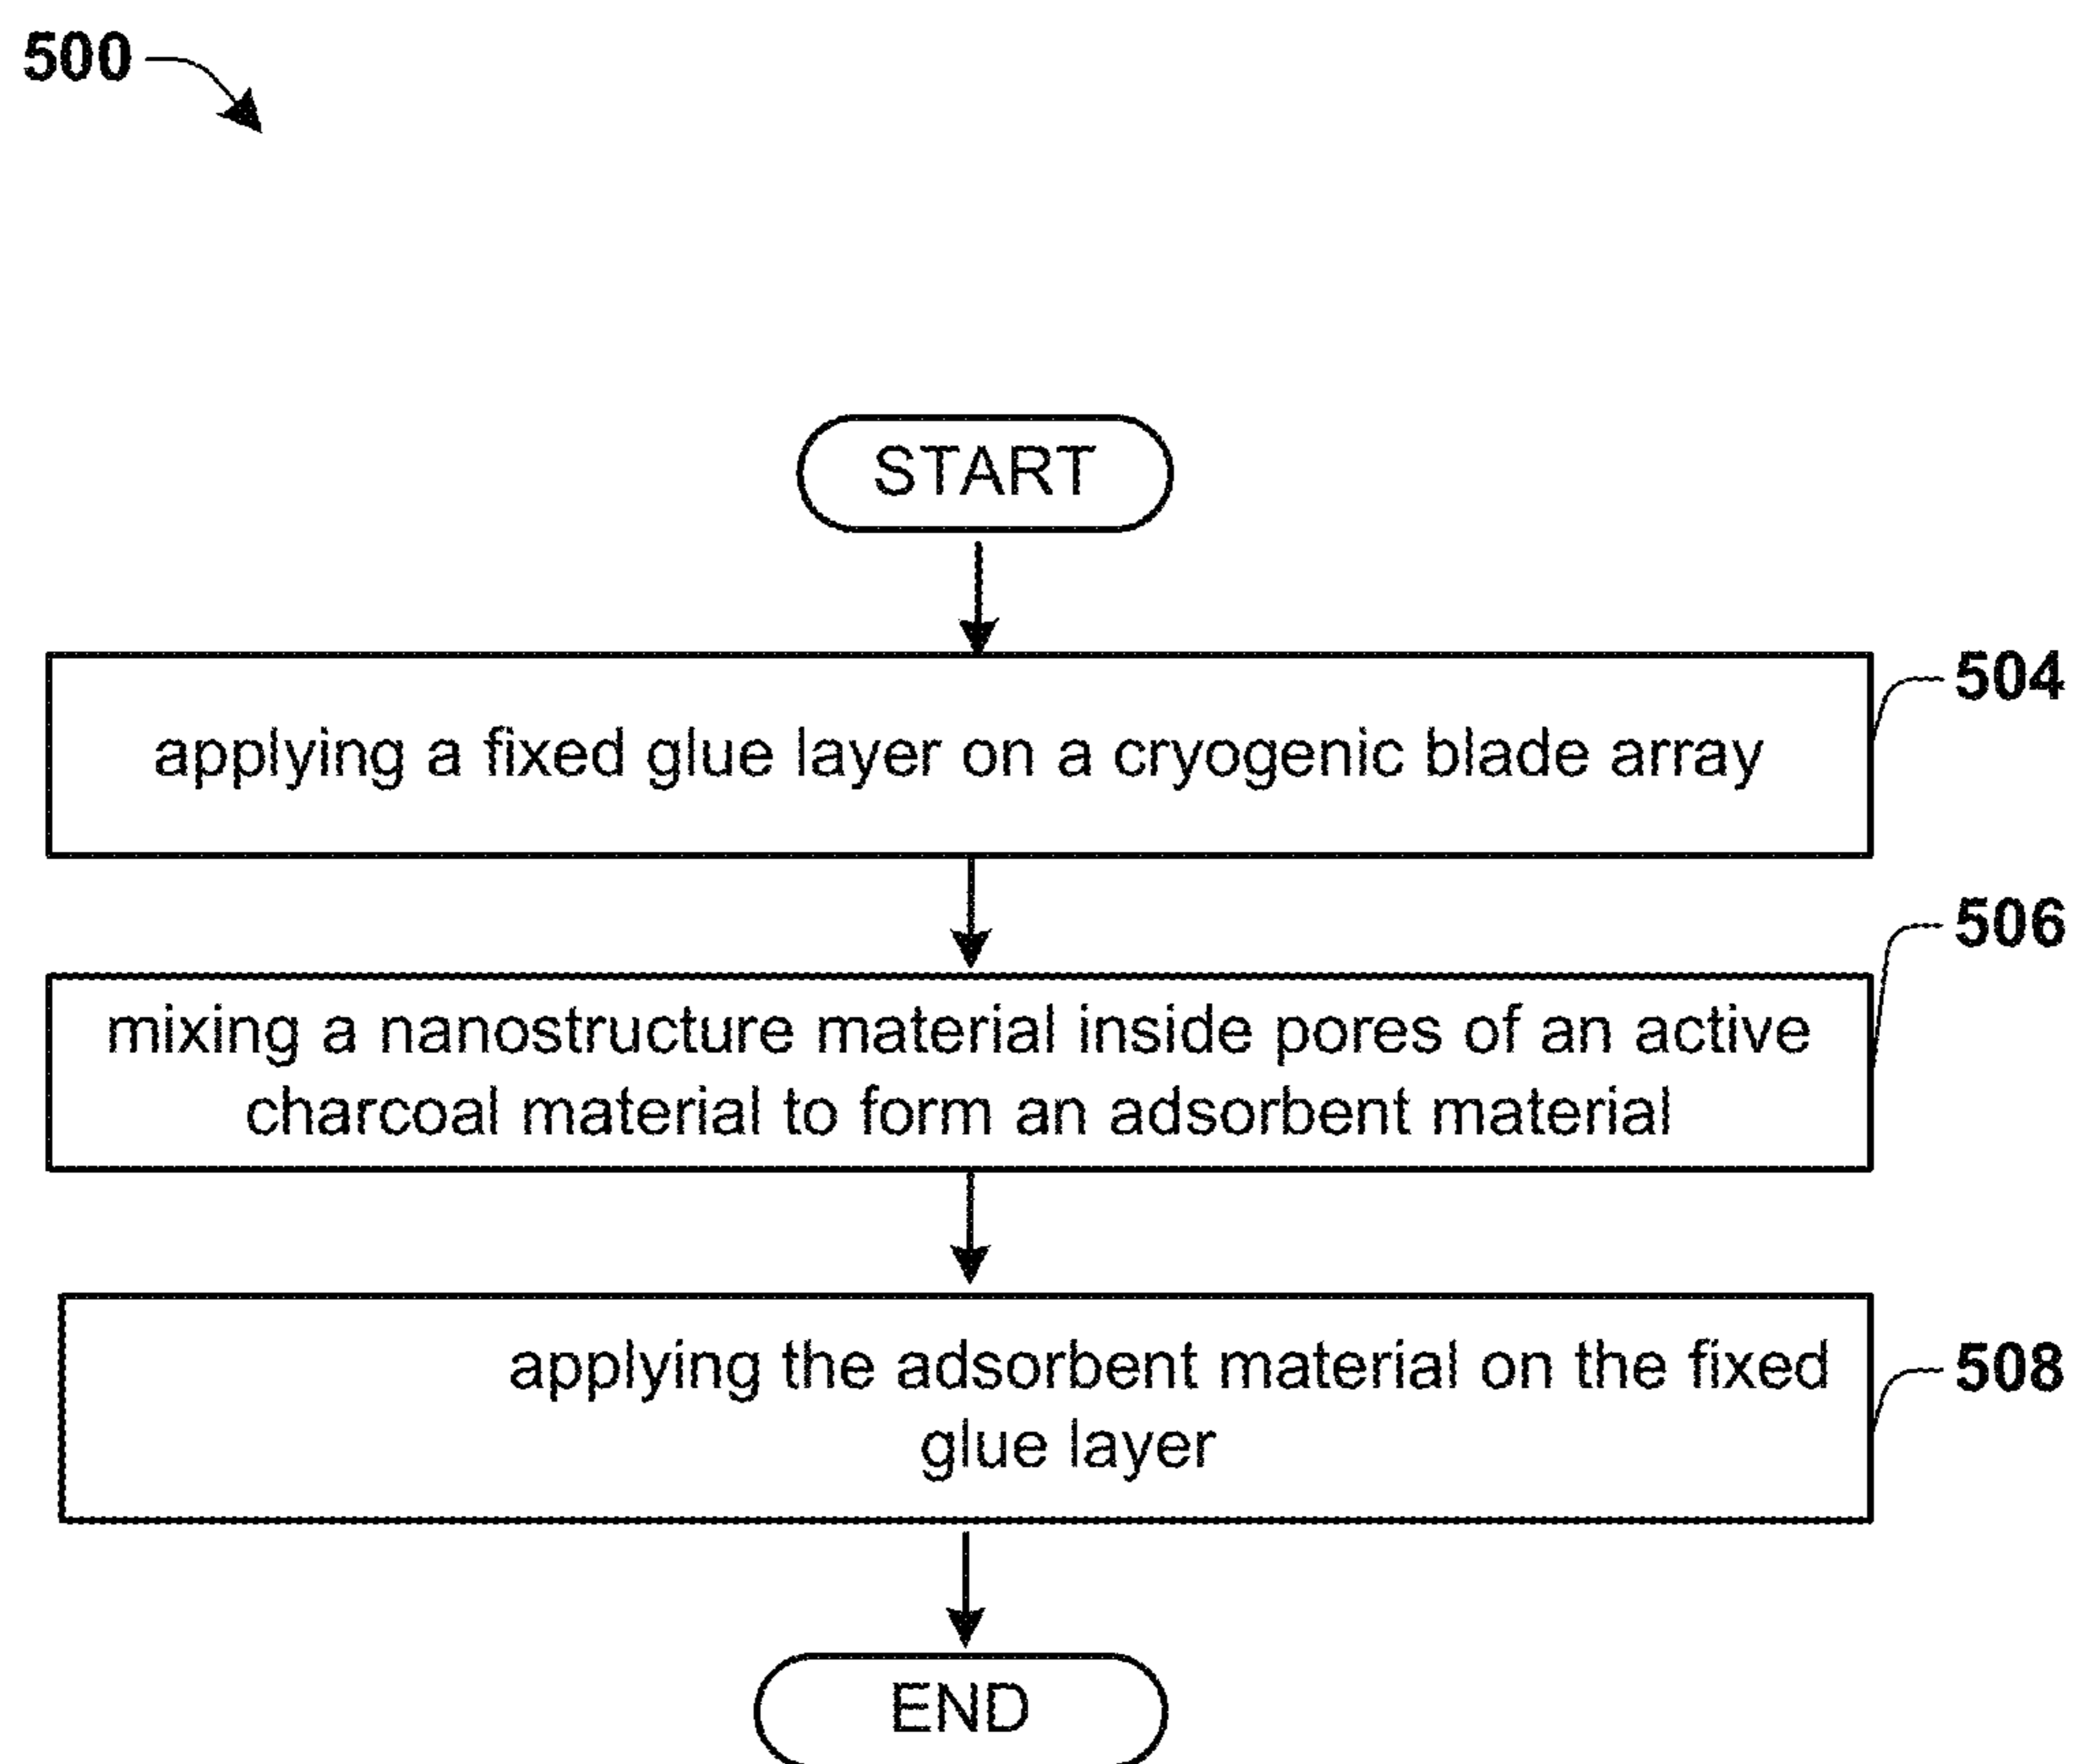 500
START
504
applying a fixed glue layer on a cryogenic blade array
506
mixing a nanostructure material inside pores of an active
charcoal material to form an adsorbent material
508
applying the adsorbent material on the fixed
glue layer
END